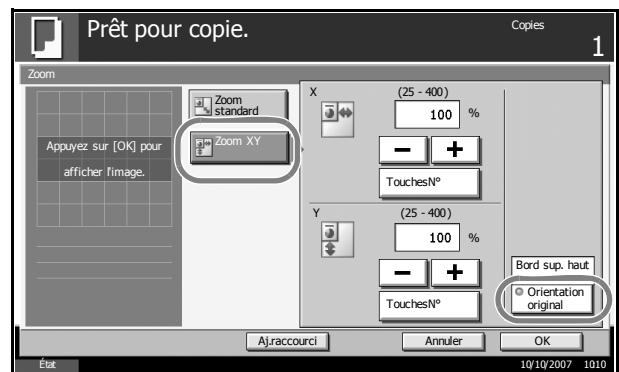 Prêt pour copie.
Copies
1
Zoom
Appuyez sur [OK] pour
afficher l'image.
Zoom
standard
Zoom XY
X
(25 - 400)
100 %
TouchesN°
Y
(25 - 400)
100 %
TouchesN°
Bord sup. haut
Orientation
original
Aj.raccourci
Annuler
OK
État
10/10/2007 1010